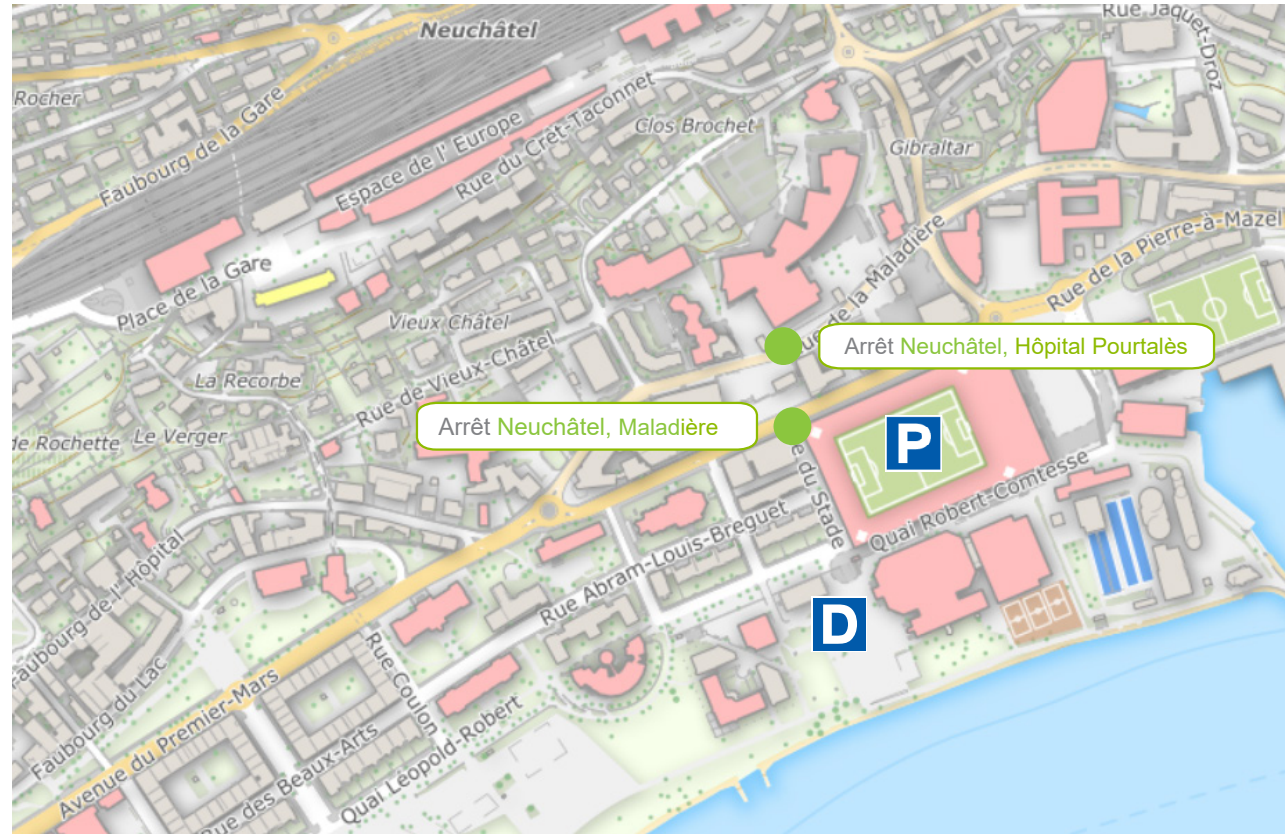 Neuchâtel
Rue Jaquet-Droz
Rocher
Faubourg de la Gare
Espace de l' Europe
Rue du Crêt-Taconnet
Clos Brochet
Gibraltar
Place de la Gare
Rue de la Maladière
Rue de la Pierre-à-Mazel
Vieux Châtel
Arrêt Neuchâtel, Hôpital Pourtalès
La Recorbe
Rue de Vieux-Châtel
Arrêt Neuchâtel, Maladière
de Rochette
Le Verger
P
e du Stade
Quai Robert-Comtesse
Rue Abram-Louis-Breguet
Faubourg de l' Hôpital
D
Faubourg du Lac
Rue Coulon
Avenue du Premier-Mars
Rue des Beaux-Arts
Quai Léopold-Robert